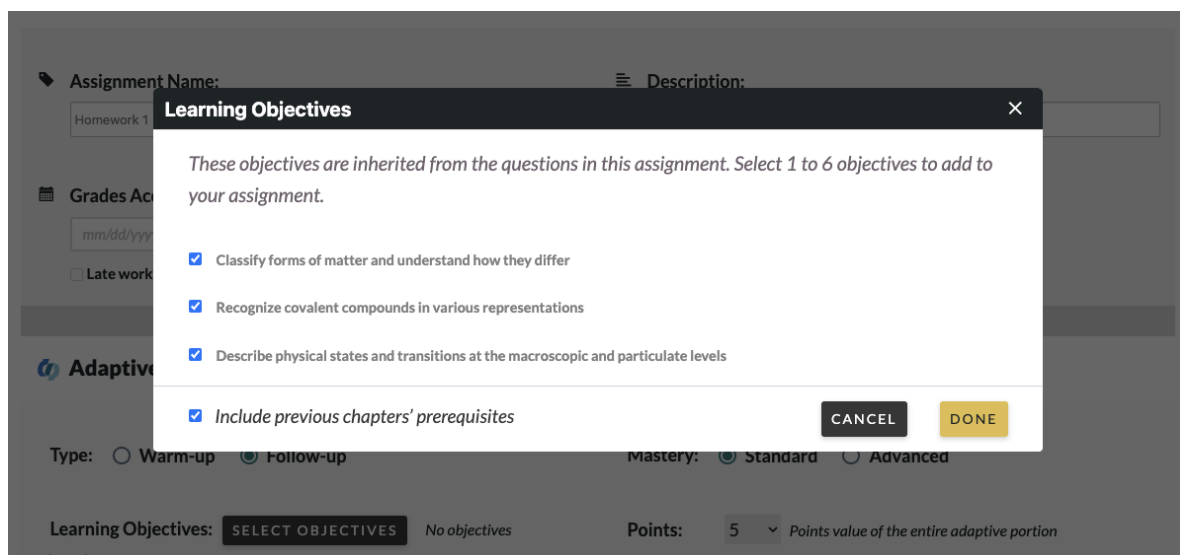 Assignment Name:
Description:
Homework 1
Learning Objectives
These objectives are inherited from the questions in this assignment. Select 1 to 6 objectives to add to
your assignment.
Grades Acc
mm/dd/yyy
Late work
Classify forms of matter and understand how they differ
Recognize covalent compounds in various representations
Describe physical states and transitions at the macroscopic and particulate levels
Adaptive
Include previous chapters’ prerequisites
CANCEL
DONE
Type: Warm-up Follow-up
Mastery: Standard Advanced
Learning Objectives: SELECT OBJECTIVES No objectives
Points: 5 Points value of the entire adaptive portion